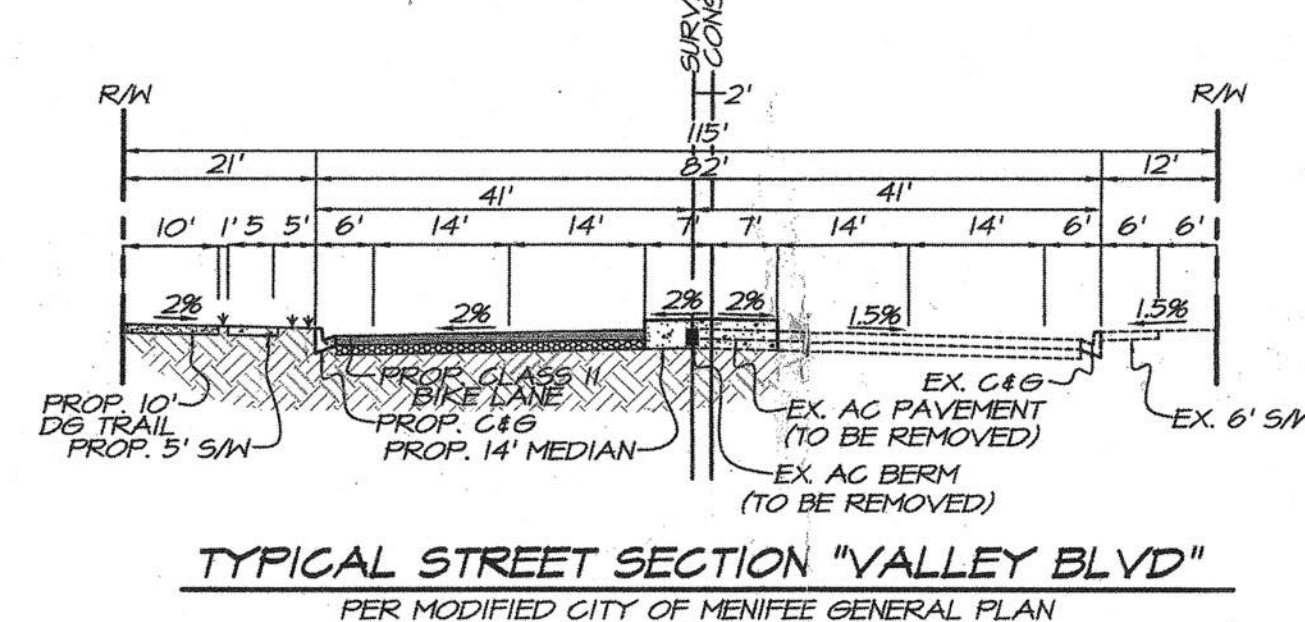 SURV
CONS
R/W
2'
R/W
115'
21'
82'
12'
41'
41'
10' 1' 5 5' 6' 14' 14' 7' 7' 14' 14' 6' 6' 6'
2% 2% 2% 2% 1.5% 1.5%
PROP. 10'
DG TRAIL
PROP. 5' S/W
PROP. CLASS II
BIKE LANE
PROP. C&G
PROP. 14' MEDIAN
EX. C&G
EX. AC PAVEMENT
(TO BE REMOVED)
EX. 6' S/W
EX. AC BERM
(TO BE REMOVED)
TYPICAL STREET SECTION "VALLEY BLVD"
PER MODIFIED CITY OF MENIFEE GENERAL PLAN